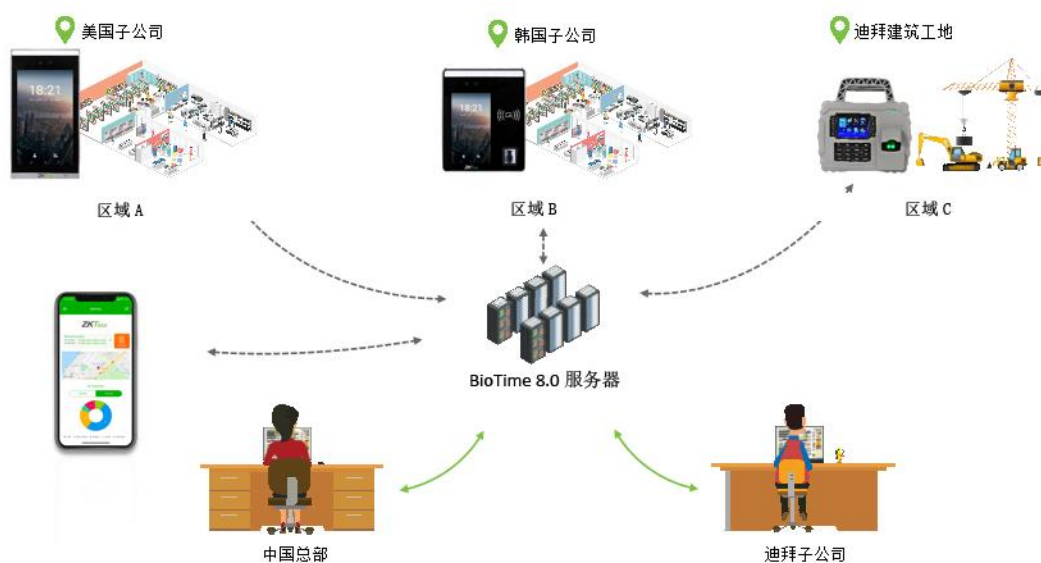 美国子公司
韩国子公司
迪拜建筑工地
18:21
18:21
区域 A
区域 B
区域 C
ZKTeco
BioTime 8.0 服务器
中国总部
迪拜子公司